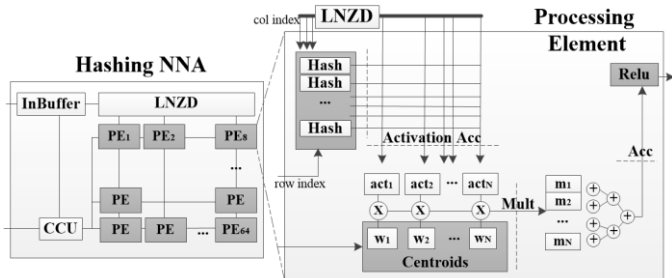 Hashing NNA
InBuffer
LNZD
PE1
PE2
PE8
...
PE
PE
CCU
PE
PE
...
PE64
col index
LNZD
Processing
Element
Hash
Hash
...
Hash
row index
Activation Acc
Relu
Acc
act1
act2
...
actN
Mult
X
X
X
w1
w2
...
wN
Centroids
m1
m2
...
mN
+
+
+
+
+
+
+